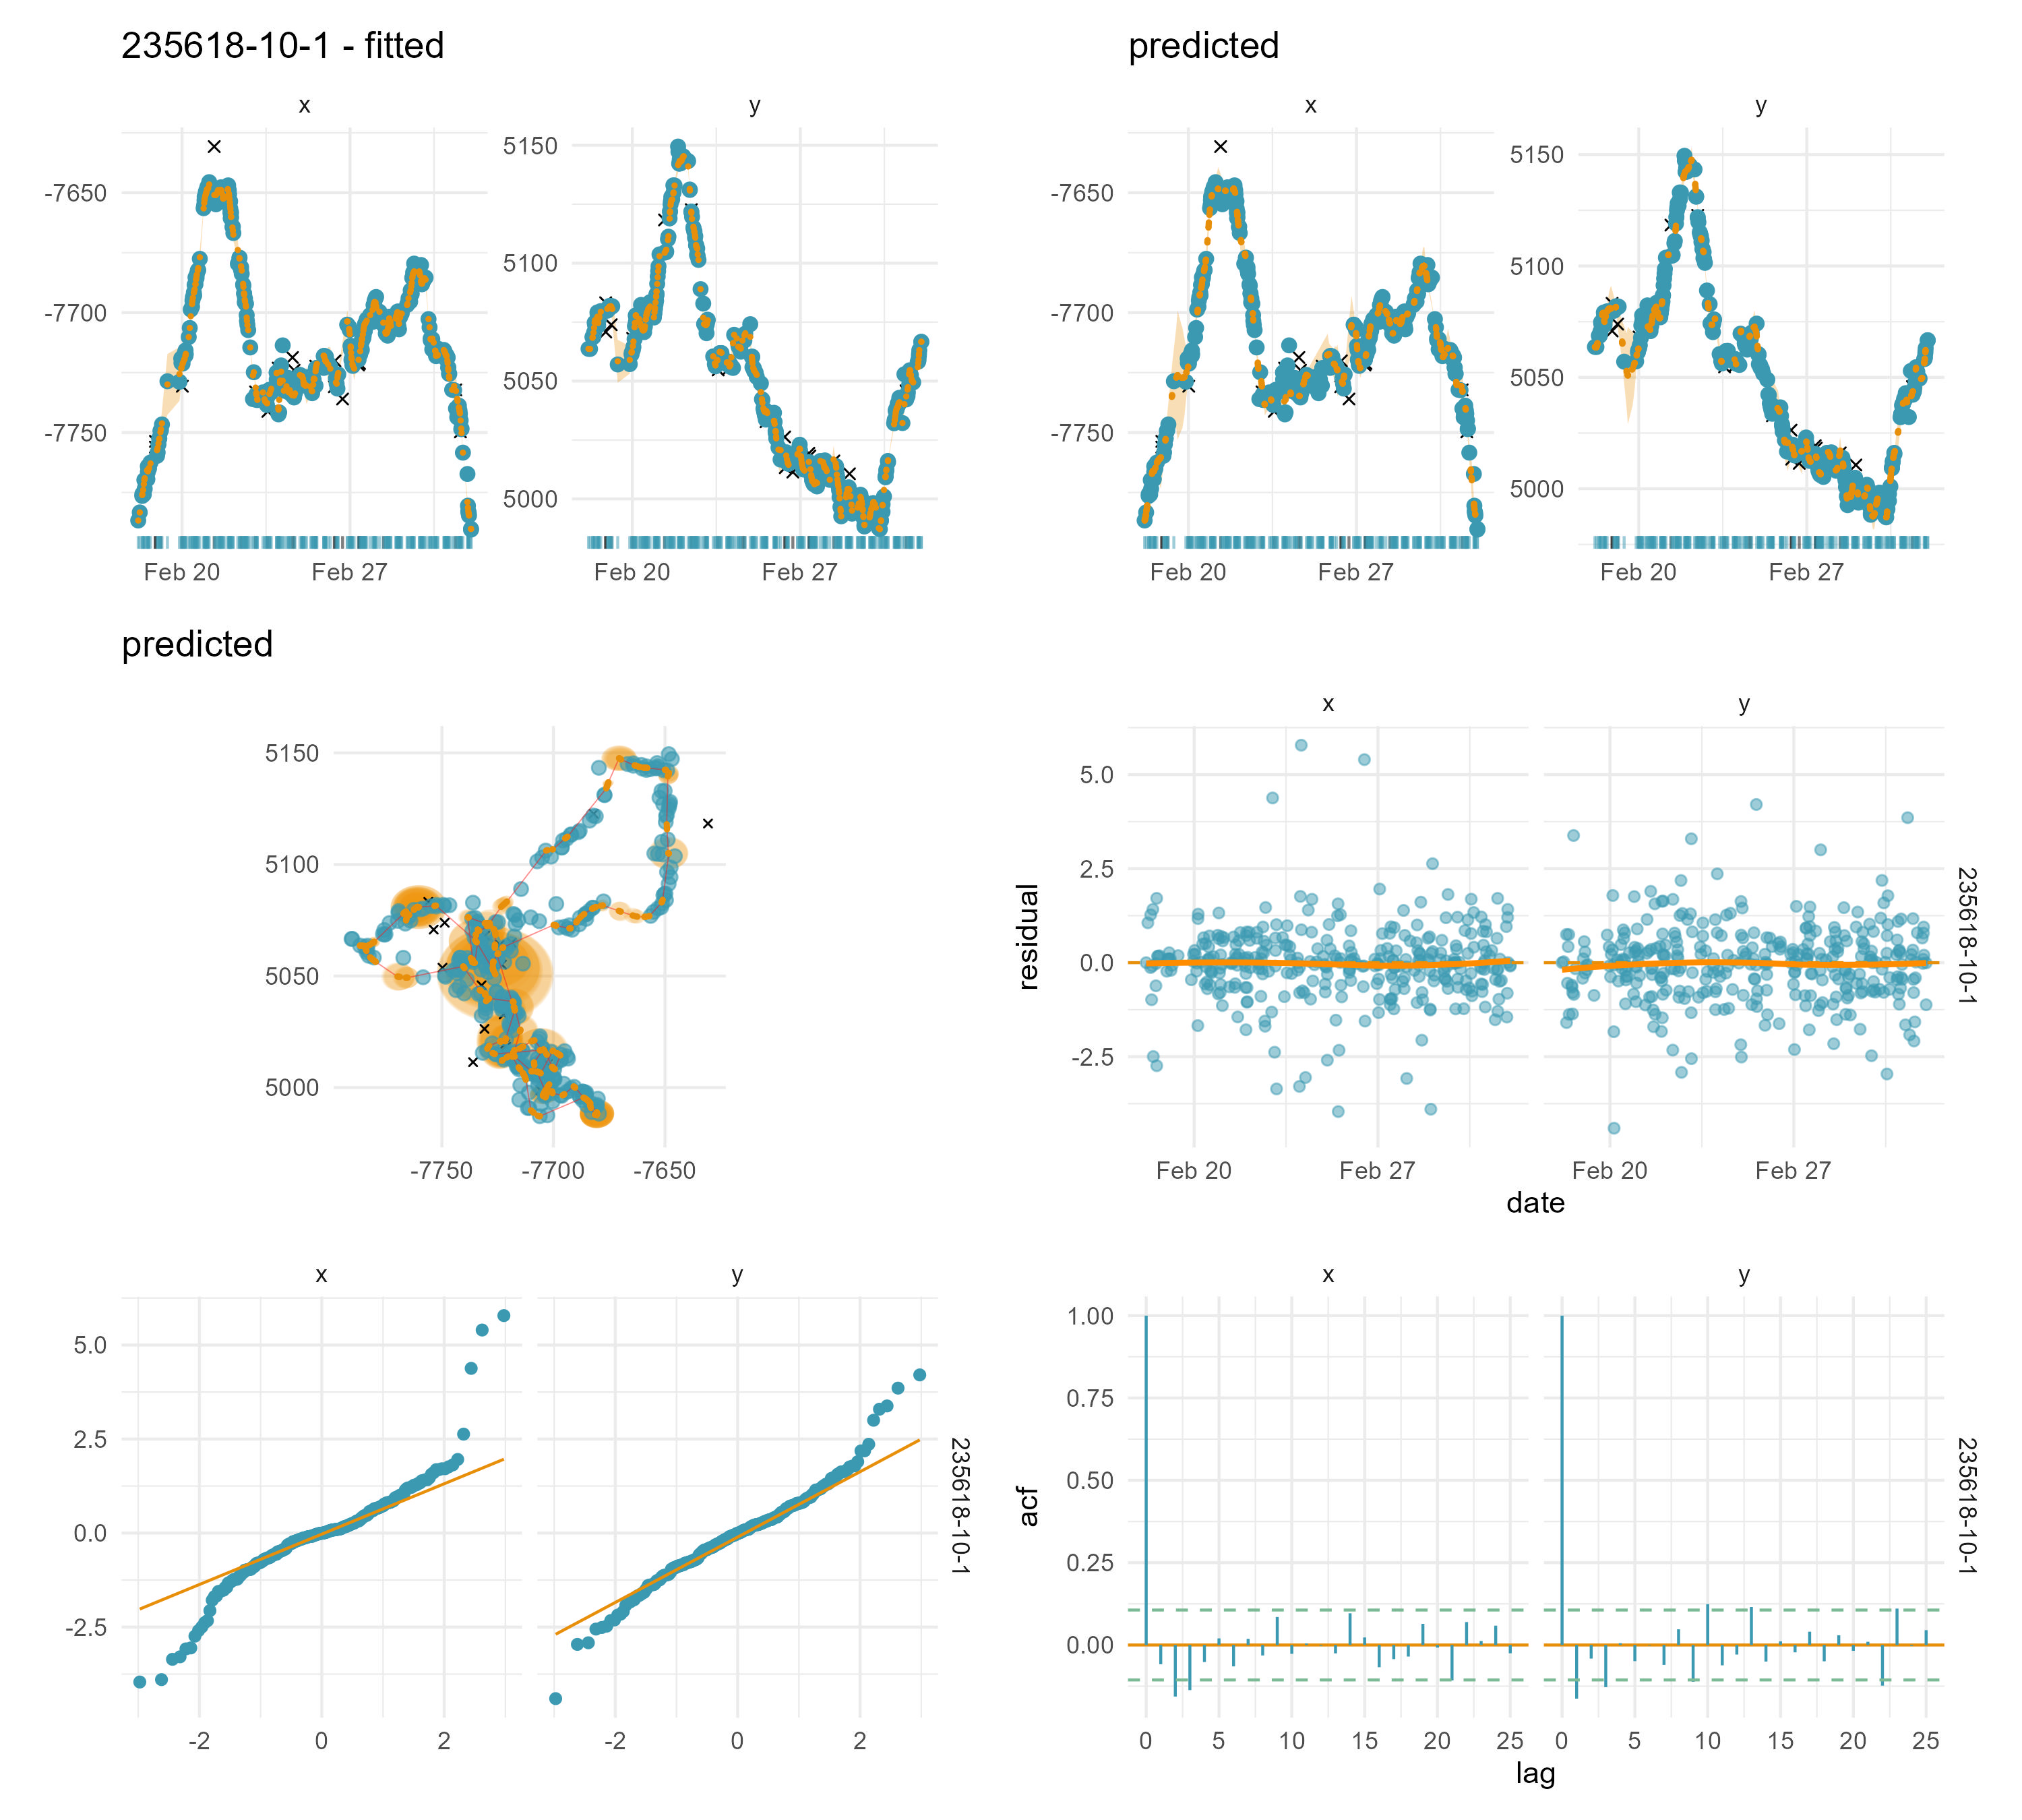 235618-10-1 - fitted
predicted
x
y
x
y
-7650
-7700
-7750
5150
5100
5050
5000
-7650
-7700
-7750
5150
5100
5050
5000
Feb 20
Feb 27
Feb 20
Feb 27
Feb 20
Feb 27
Feb 20
Feb 27
predicted
5150
5100
5050
5000
-7750
-7700
-7650
x
y
residual
5.0
2.5
0.0
-2.5
235618-10-1
Feb 20
Feb 27
Feb 20
Feb 27
date
x
y
5.0
2.5
0.0
-2.5
235618-10-1
-2
0
2
-2
0
2
x
y
acf
1.00
0.75
0.50
0.25
0.00
235618-10-1
0
5
10
15
20
25
0
5
10
15
20
25
lag